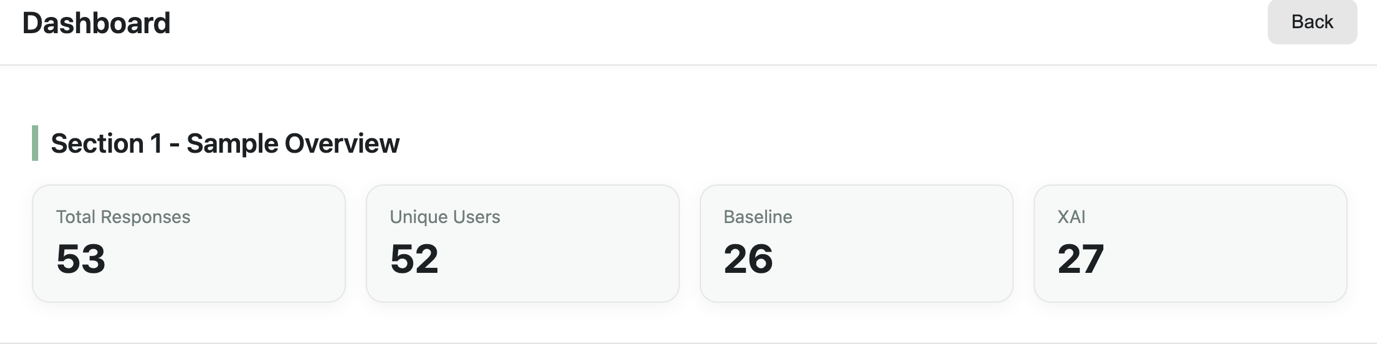 Dashboard
Back
Section 1 - Sample Overview
Total Responses
53
Unique Users
52
Baseline
26
XAI
27